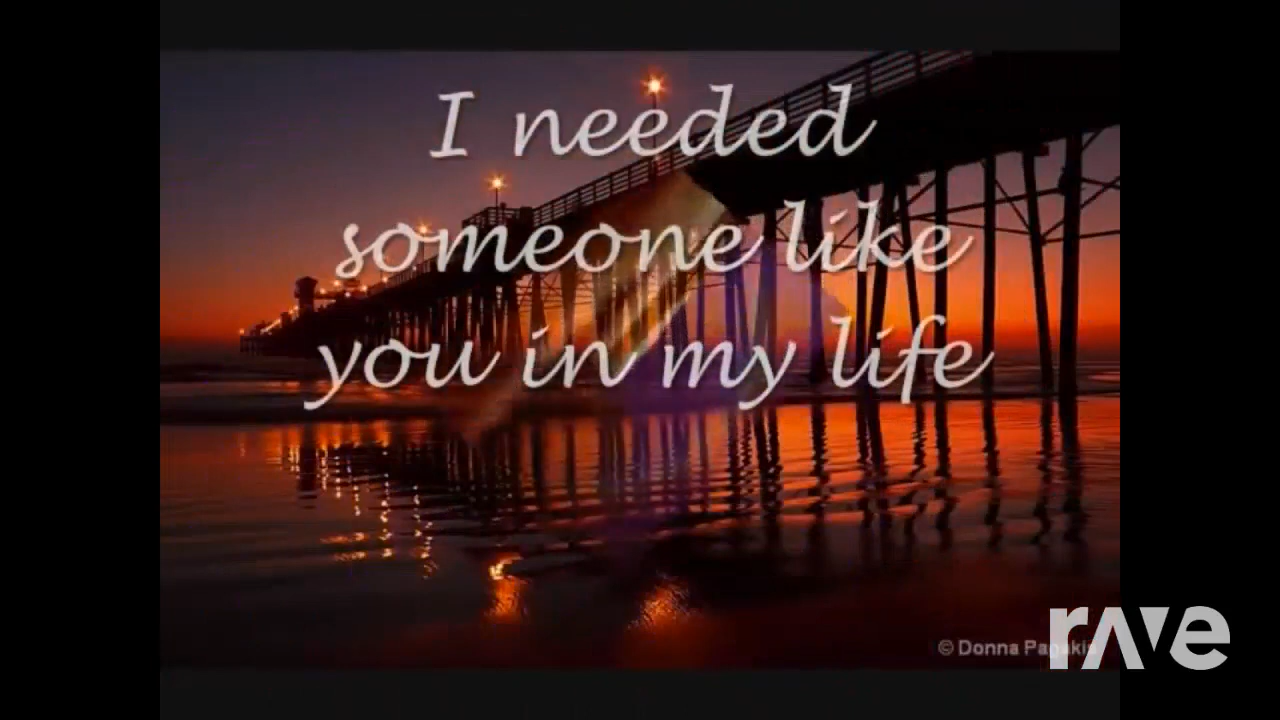 I needed
someone like
you in my life
© Donna
rave